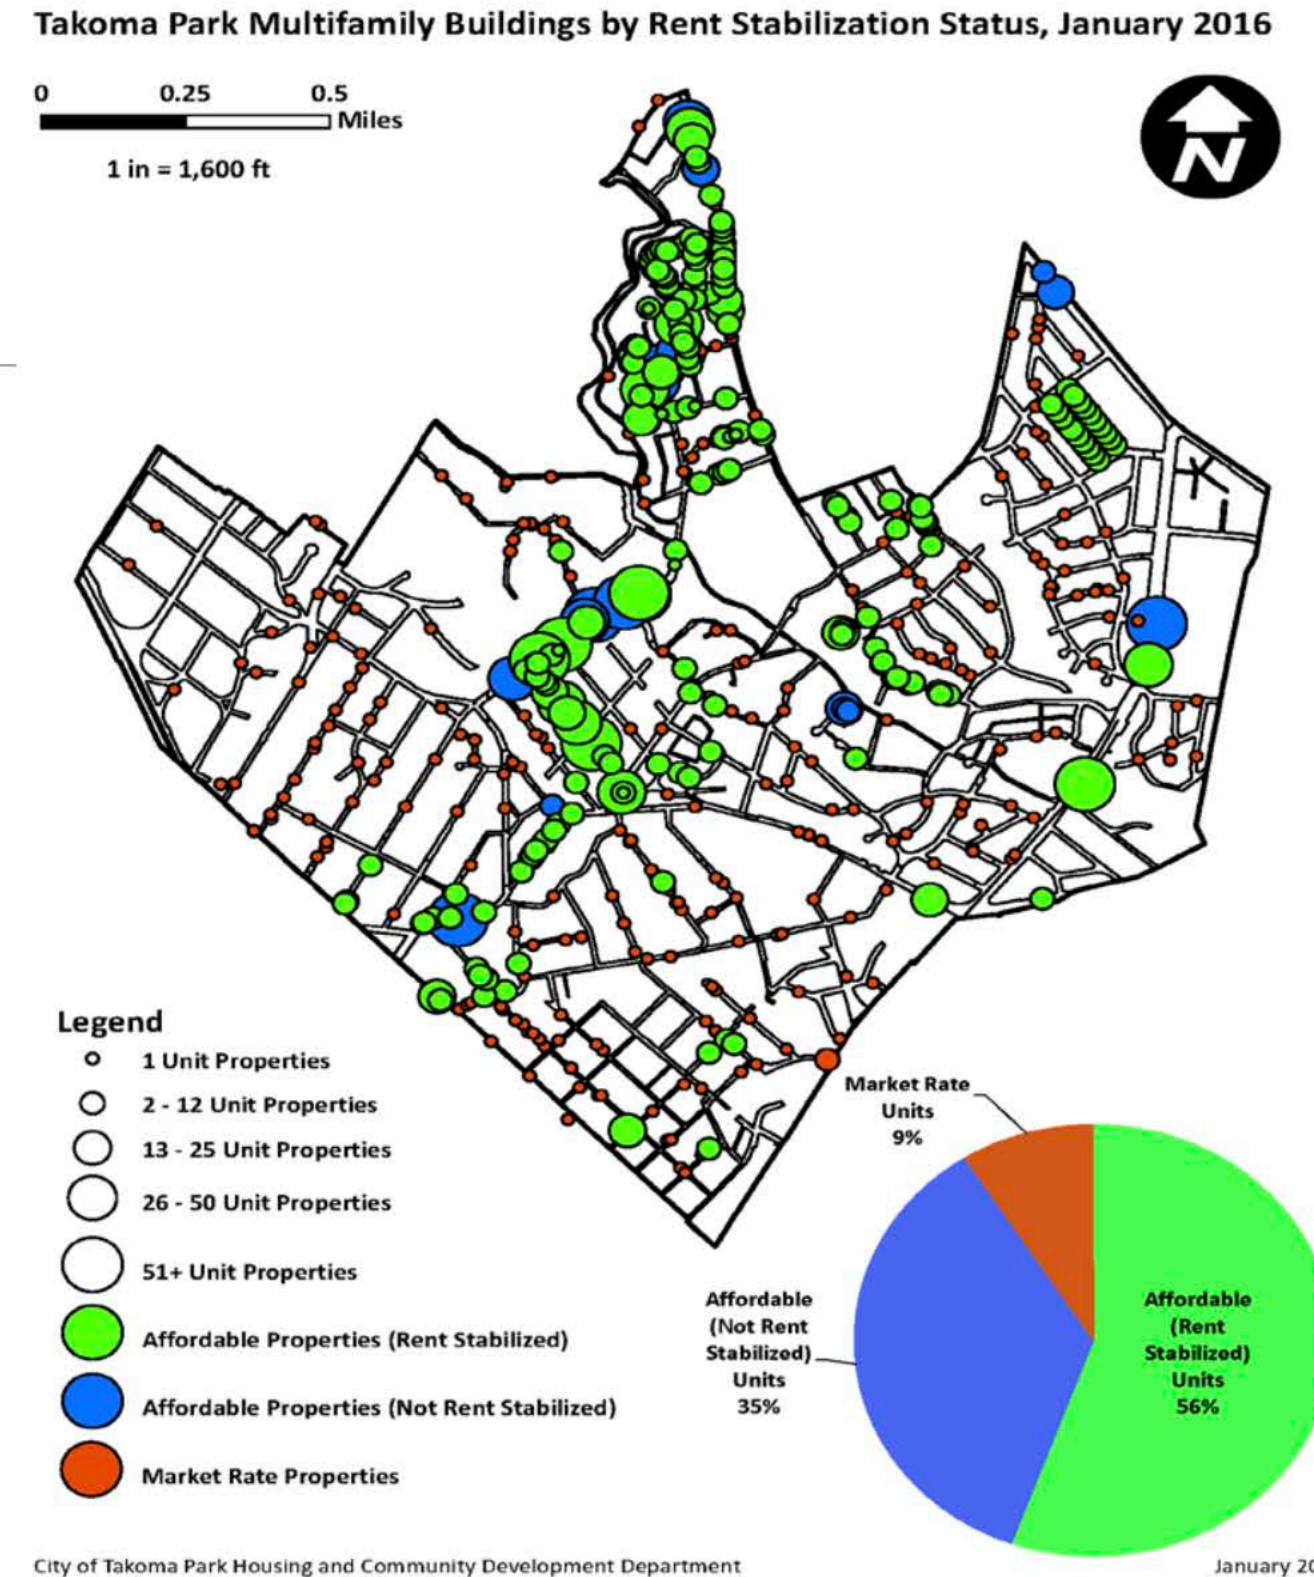 Takoma Park Multifamily Buildings by Rent Stabilization Status, January 2016
0 0.25 0.5
Miles
1 in = 1,600 ft
N
Legend
1 Unit Properties
2 - 12 Unit Properties
13 - 25 Unit Properties
26 - 50 Unit Properties
51+ Unit Properties
Affordable Properties (Rent Stabilized)
Affordable Properties (Not Rent Stabilized)
Market Rate Properties
Market Rate
Units
9%
Affordable
(Not Rent
Stabilized)
Units
35%
Affordable
(Rent
Stabilized)
Units
56%
City of Takoma Park Housing and Community Development Department
January 20